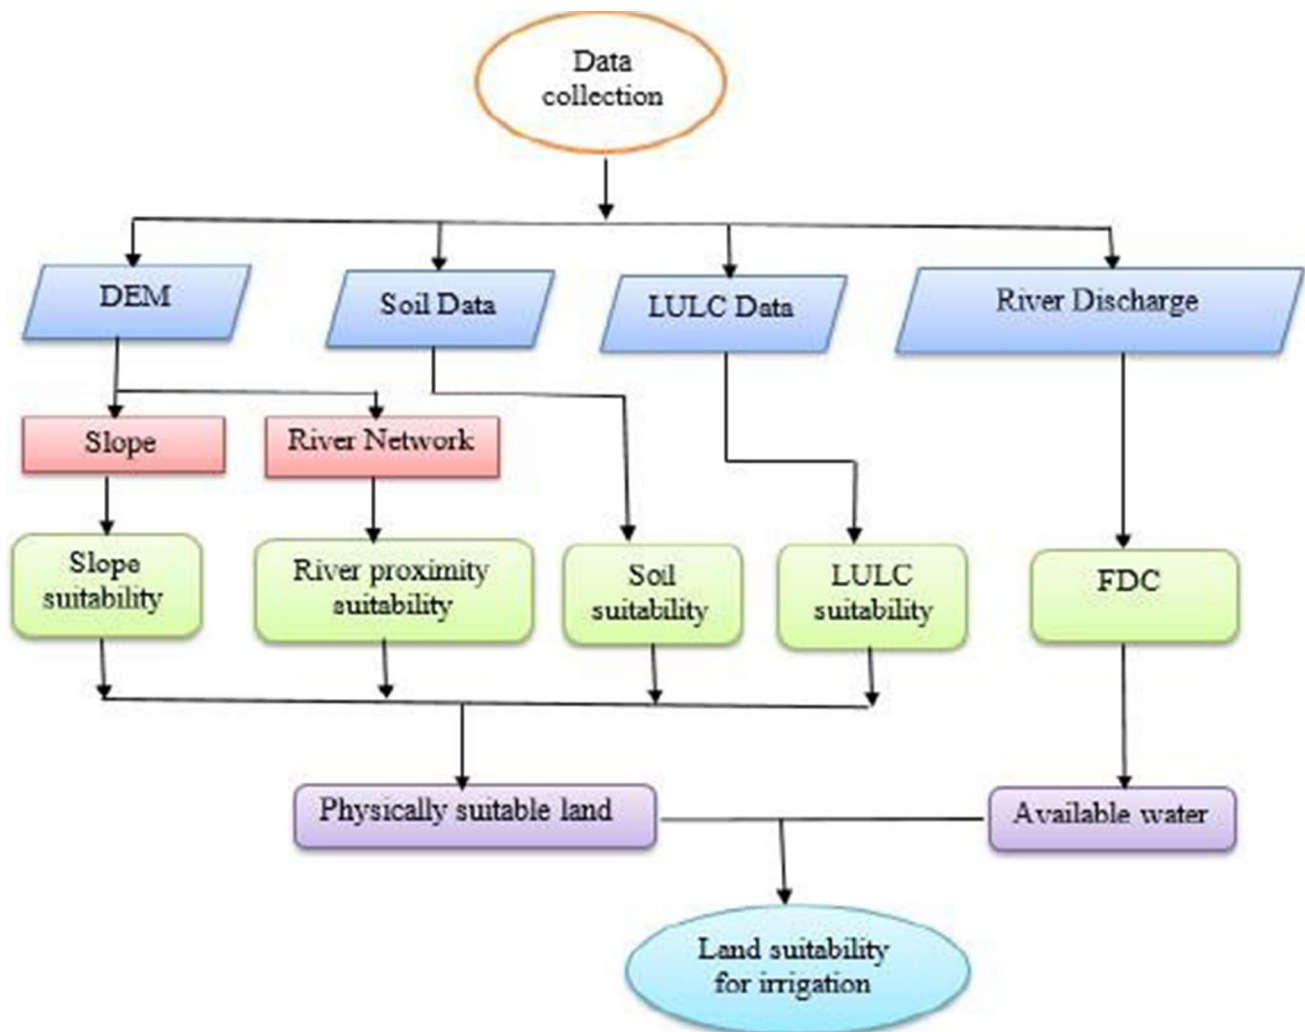 Data
collection
DEM
Soil Data
LULC Data
River Discharge
Slope
River Network
Slope
suitability
River proximity
suitability
Soil
suitability
LULC
suitability
FDC
Physically suitable land
Available water
Land suitability
for irrigation